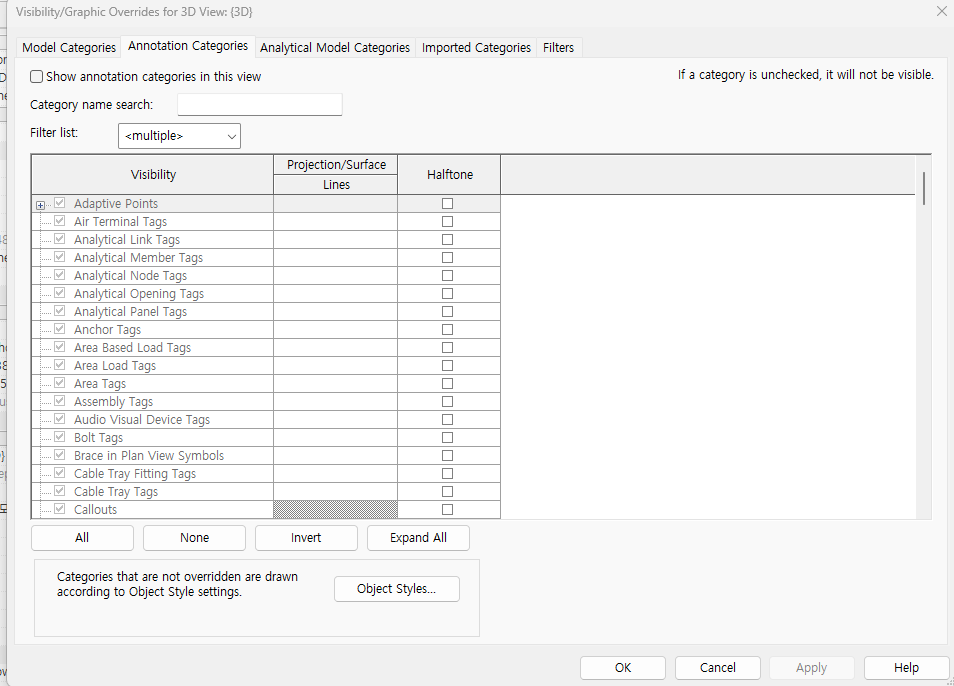 Visibility/Graphic Overrides for 3D View: {3D}
Model Categories Annotation Categories Analytical Model Categories Imported Categories Filters
Show annotation categories in this view
If a category is unchecked, it will not be visible.
Category name search:
Filter list:
<multiple>
Visibility
Projection/Surface
Lines
Halftone
Adaptive Points
Air Terminal Tags
Analytical Link Tags
Analytical Member Tags
Analytical Node Tags
Analytical Opening Tags
Analytical Panel Tags
Anchor Tags
Area Based Load Tags
Area Load Tags
Area Tags
Assembly Tags
Audio Visual Device Tags
Bolt Tags
Brace in Plan View Symbols
Cable Tray Fitting Tags
Cable Tray Tags
Callouts
All None Invert Expand All
Categories that are not overridden are drawn
according to Object Style settings.
Object Styles...
OK Cancel Apply Help